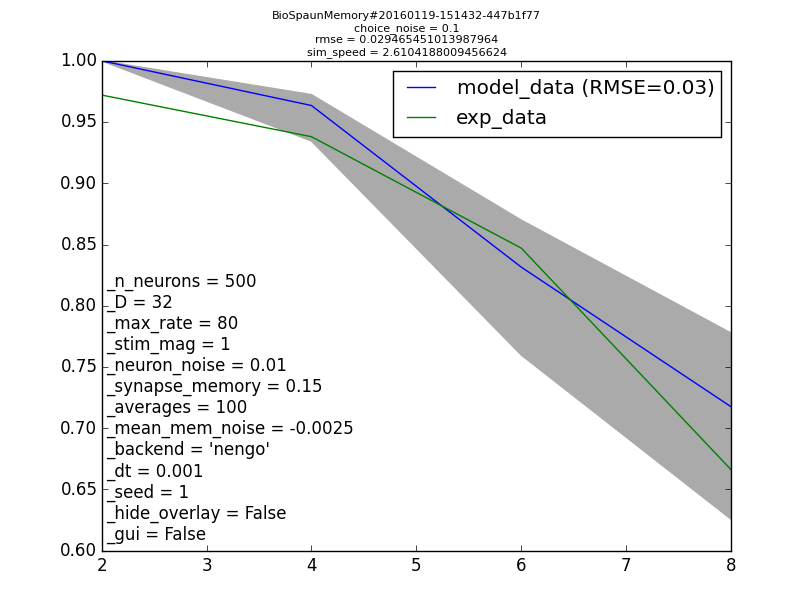 BioSpaunMemory#20160119-151432-447b1f77
choice_noise = 0.1
rmse = 0.029465451013987964
sim_speed = 2.6104188009456624
model_data (RMSE=0.03)
exp_data
1.00
0.95
0.90
0.85
0.80
0.75
0.70
0.65
0.60
_n_neurons = 500
_D = 32
_max_rate = 80
_stim_mag = 1
_neuron_noise = 0.01
_synapse_memory = 0.15
_averages = 100
_mean_mem_noise = -0.0025
_backend = 'nengo'
_dt = 0.001
_seed = 1
_hide_overlay = False
_gui = False
2 3 4 5 6 7 8